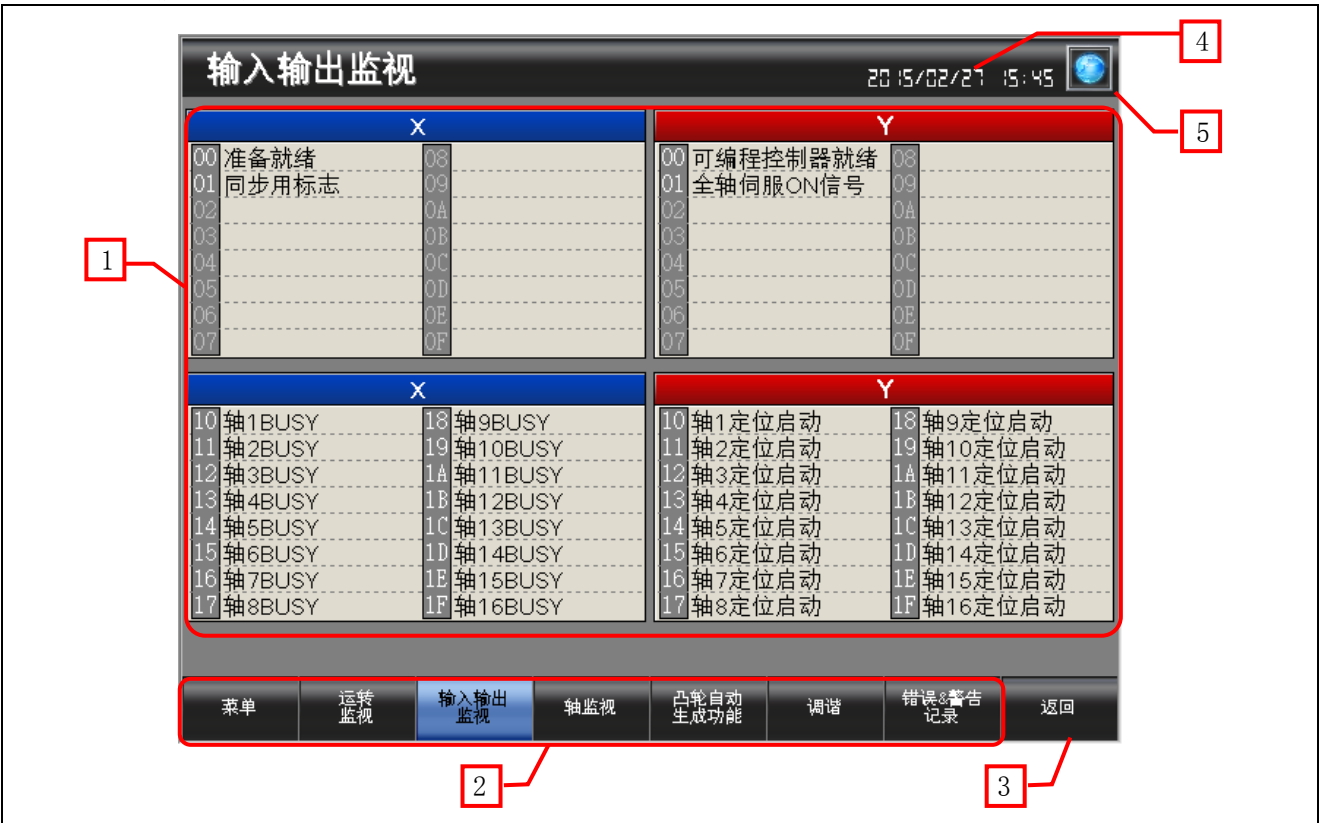 输入输出监视
2015/02/27 15:45
4
5
1
X
00 准备就绪 08
01 同步用标志 09
02 0A
03 0B
04 0C
05 0D
06 0E
07 0F
Y
00 可编程控制器就绪 08
01 全轴伺服ON信号 09
02 0A
03 0B
04 0C
05 0D
06 0E
07 0F
X
10 轴1BUSY 18 轴9BUSY
11 轴2BUSY 19 轴10BUSY
12 轴3BUSY 1A 轴11BUSY
13 轴4BUSY 1B 轴12BUSY
14 轴5BUSY 1C 轴13BUSY
15 轴6BUSY 1D 轴14BUSY
16 轴7BUSY 1E 轴15BUSY
17 轴8BUSY 1F 轴16BUSY
Y
10 轴1定位启动 18 轴9定位启动
11 轴2定位启动 19 轴10定位启动
12 轴3定位启动 1A 轴11定位启动
13 轴4定位启动 1B 轴12定位启动
14 轴5定位启动 1C 轴13定位启动
15 轴6定位启动 1D 轴14定位启动
16 轴7定位启动 1E 轴15定位启动
17 轴8定位启动 1F 轴16定位启动
菜单
运转
监视
输入输出
监视
轴监视
凸轮自动
生成功能
调谐
错误&警告
记录
返回
2
3